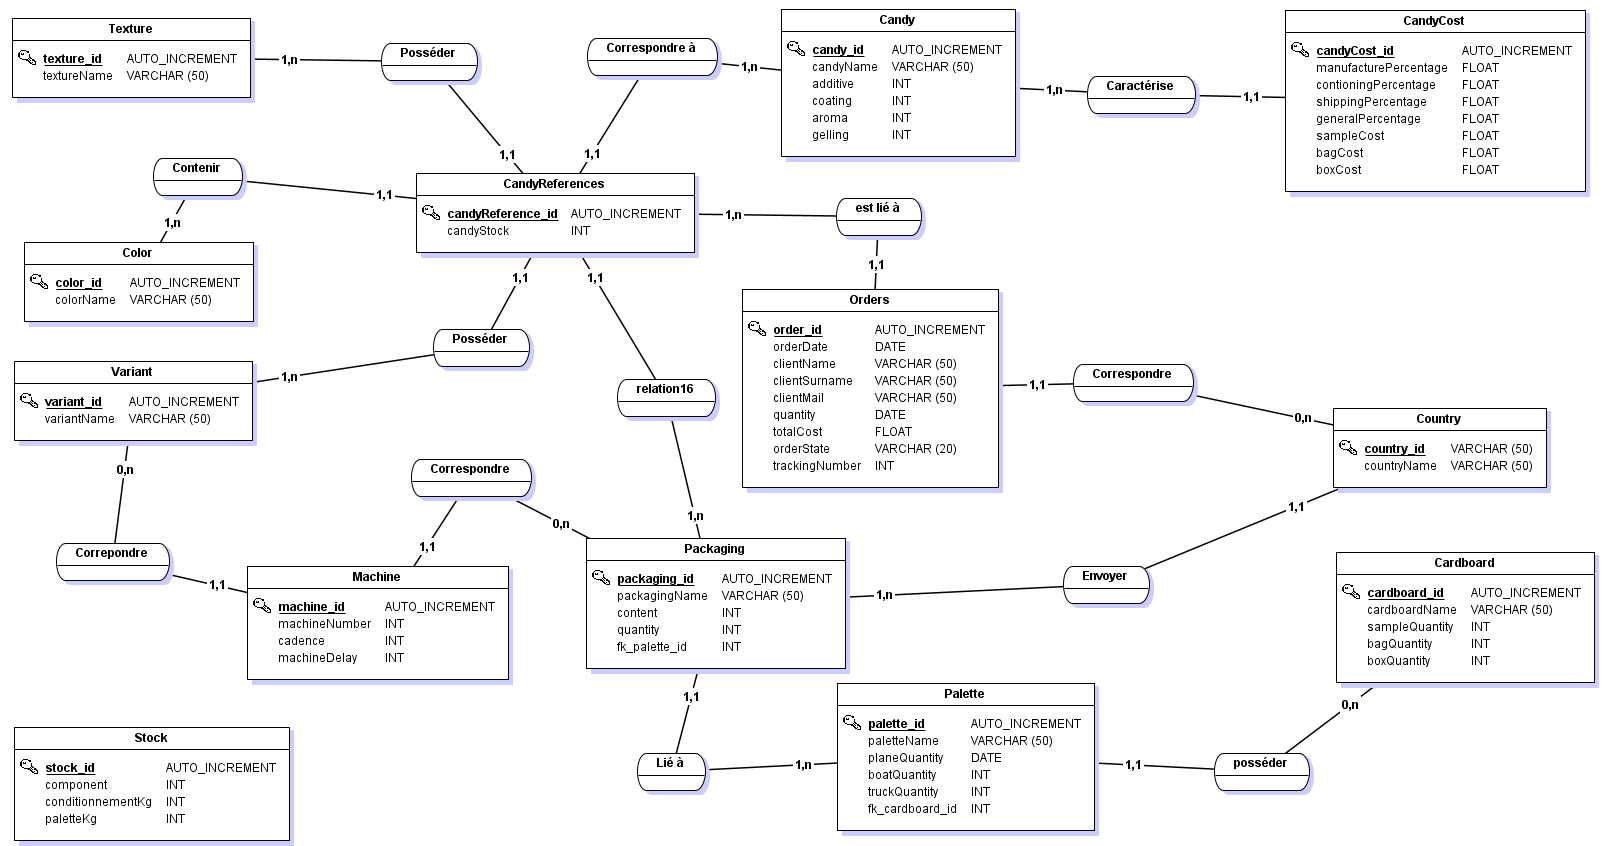 Texture
texture_id AUTO_INCREMENT
textureName VARCHAR (50)
1,n
Posséder
1,1
Correspondre à
1,n
1,1
Candy
candy_id AUTO_INCREMENT
candyName VARCHAR (50)
additive INT
coating INT
aroma INT
gelling INT
1,n
Caractérise
1,1
CandyCost
candyCost_id AUTO_INCREMENT
manufacturePercentage FLOAT
contioningPercentage FLOAT
shippingPercentage FLOAT
generalPercentage FLOAT
sampleCost FLOAT
bagCost FLOAT
boxCost FLOAT
Contenir
1,1
1,n
Color
color_id AUTO_INCREMENT
colorName VARCHAR (50)
CandyReferences
candyReference_id AUTO_INCREMENT
candyStock INT
1,n
est lié à
1,1
1,1
1,1
Orders
order_id AUTO_INCREMENT
orderDate DATE
clientName VARCHAR (50)
clientSurname VARCHAR (50)
clientMail VARCHAR (50)
quantity DATE
totalCost FLOAT
orderState VARCHAR (20)
trackingNumber INT
1,1
Correspondre
0,n
Posséder
1,n
Variant
variant_id AUTO_INCREMENT
variantName VARCHAR (50)
0,n
relation16
1,n
Country
country_id VARCHAR (50)
countryName VARCHAR (50)
1,1
Correspondre
0,n
1,1
Correpondre
1,1
Machine
machine_id AUTO_INCREMENT
machineNumber INT
cadence INT
machineDelay INT
Packaging
packaging_id AUTO_INCREMENT
packagingName VARCHAR (50)
content INT
quantity INT
fk_palette_id INT
1,n
Envoyer
Cardboard
cardboard_id AUTO_INCREMENT
cardboardName VARCHAR (50)
sampleQuantity INT
bagQuantity INT
boxQuantity INT
0,n
1,1
Lié à
1,n
Palette
palette_id AUTO_INCREMENT
paletteName VARCHAR (50)
planeQuantity DATE
boatQuantity INT
truckQuantity INT
fk_cardboard_id INT
1,1
posséder
Stock
stock_id AUTO_INCREMENT
component INT
conditionnementKg INT
paletteKg INT